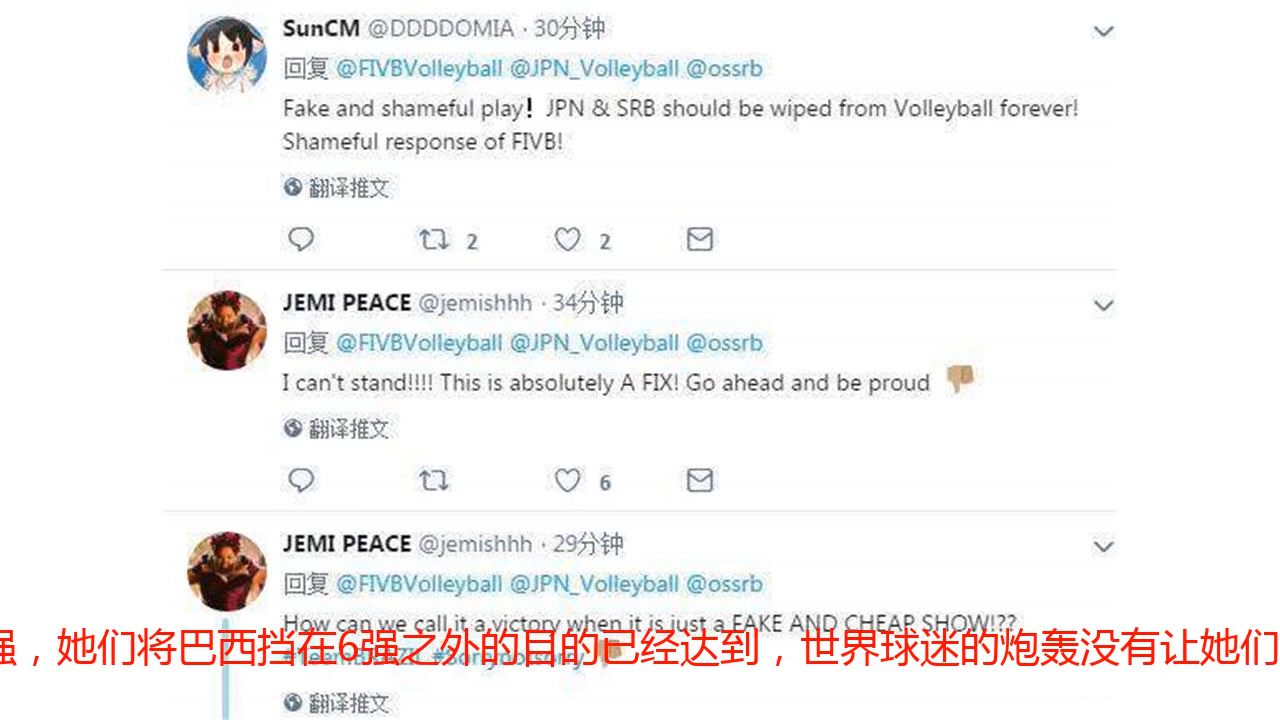 SunCM @DDDDOMIA · 30分钟
回复 @FIVBVolleyball @JPN_Volleyball @ossrb
Fake and shameful play！JPN & SRB should be wiped from Volleyball forever!
Shameful response of FIVB!
翻译推文
2 2
JEMI PEACE @jemishhh · 34分钟
回复 @FIVBVolleyball @JPN_Volleyball @ossrb
I can't stand!!!! This is absolutely A FIX! Go ahead and be proud 👎🏽
翻译推文
6
JEMI PEACE @jemishhh · 29分钟
回复 @FIVBVolleyball @JPN_Volleyball @ossrb
How can we call it a victory when it is just a FAKE AND CHEAP SHOW!??
强，她们将巴西挡在6强之外的目的已经达到，世界球迷的炮轰没有让她们
翻译推文